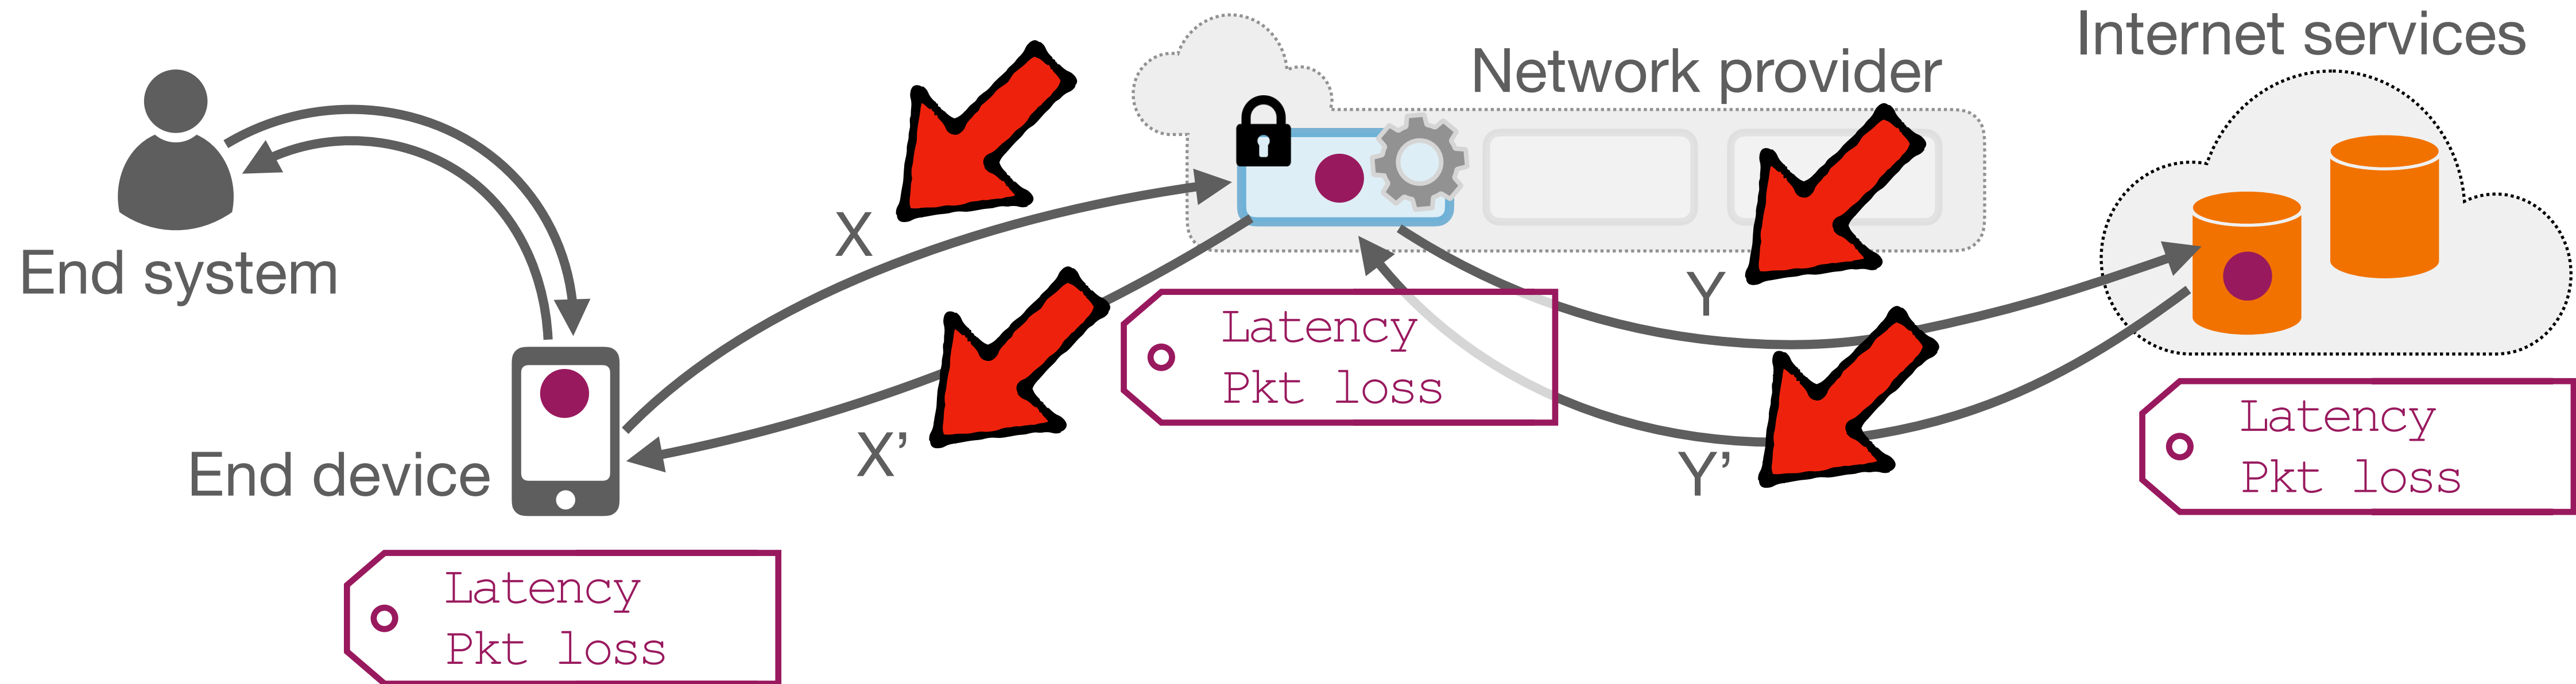 Internet services
Network provider
X
End system
Y
Latency
Pkt loss
Latency
Pkt loss
X’
End device
Y’
Latency
Pkt loss